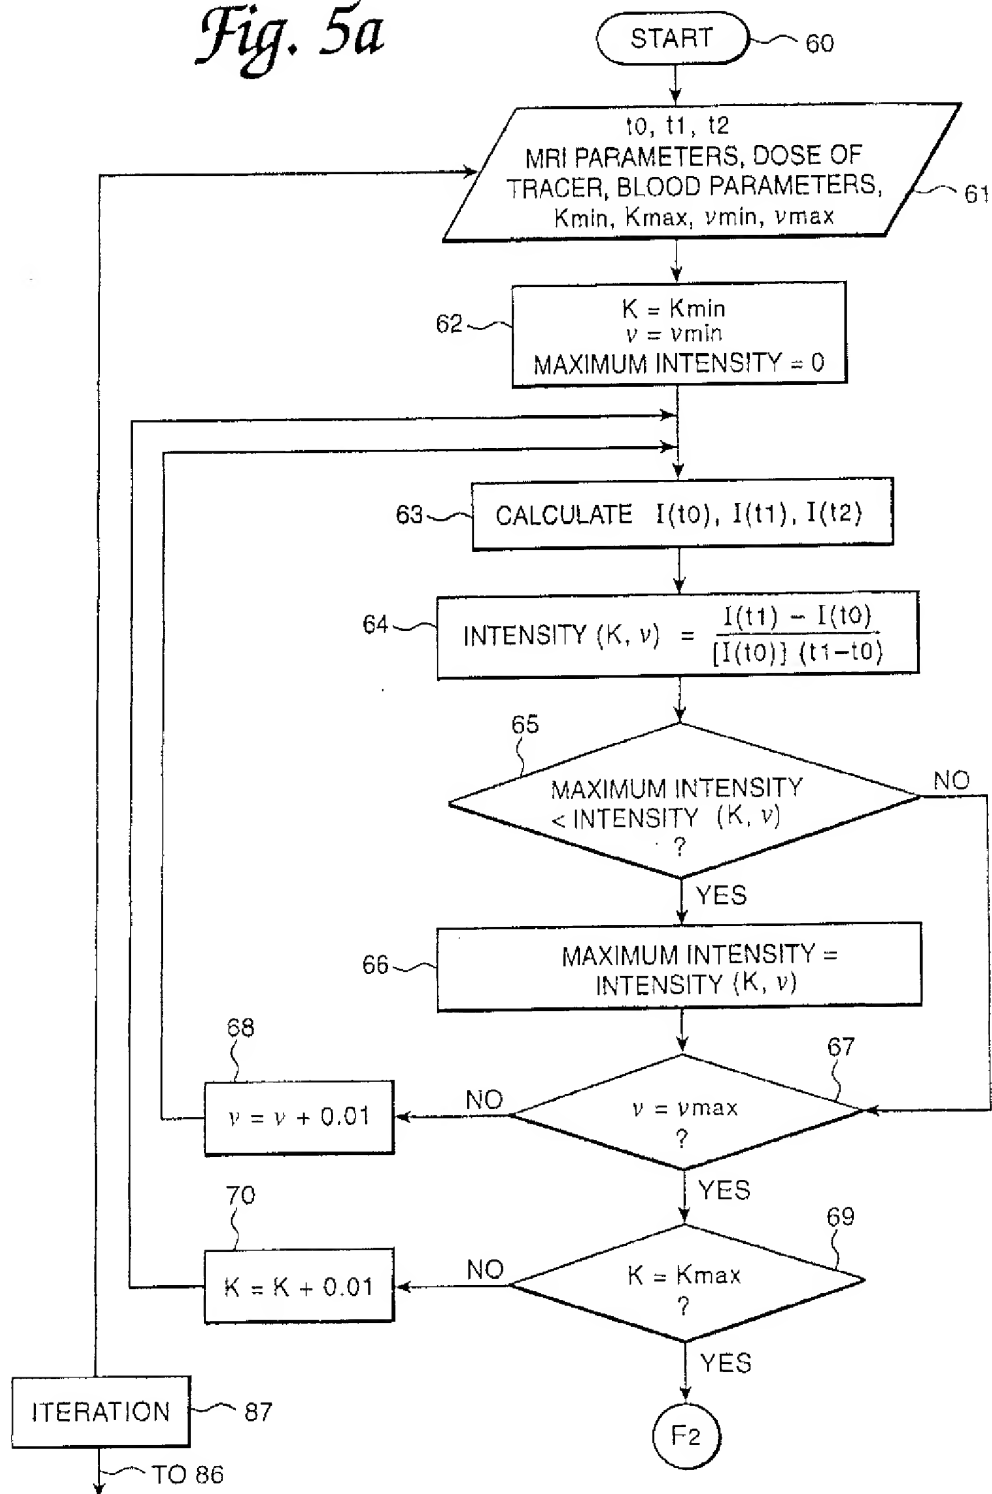 Fig. 5a
START
60
t0, t1, t2
MRI PARAMETERS, DOSE OF
TRACER, BLOOD PARAMETERS,
Kmin, Kmax, νmin, νmax
61
62
K = Kmin
ν = νmin
MAXIMUM INTENSITY = 0
63
CALCULATE I(t0), I(t1), I(t2)
64
INTENSITY (K, ν) =
I(t1) – I(t0)
[I(t0)] (t1–t0)
65
MAXIMUM INTENSITY
< INTENSITY (K, ν)
?
NO
YES
66
MAXIMUM INTENSITY =
INTENSITY (K, ν)
68
67
ν = ν + 0.01
NO
ν = νmax
?
YES
70
69
K = K + 0.01
NO
K = Kmax
?
YES
ITERATION
87
F2
TO 86